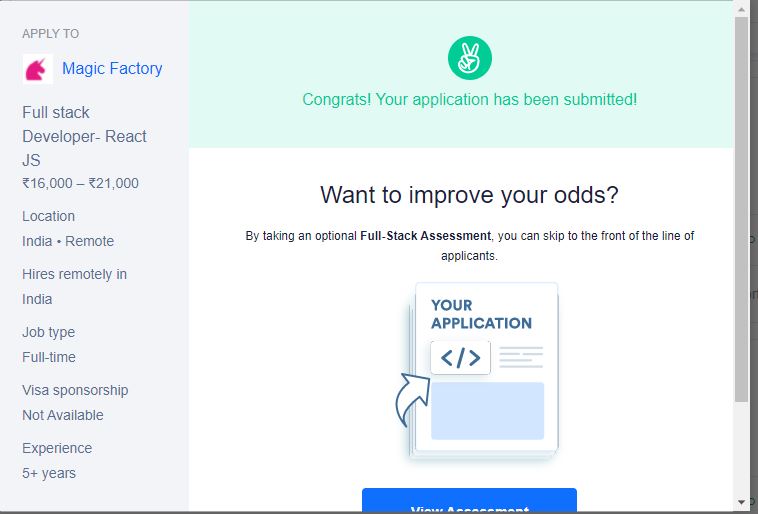 APPLY TO
Magic Factory
Full stack
Developer- React
JS
₹16,000 – ₹21,000
Location
India • Remote
Hires remotely in
India
Job type
Full-time
Visa sponsorship
Not Available
Experience
5+ years
Congrats! Your application has been submitted!
Want to improve your odds?
By taking an optional Full-Stack Assessment, you can skip to the front of the line of
applicants.
YOUR
APPLICATION
</>
View Assessment